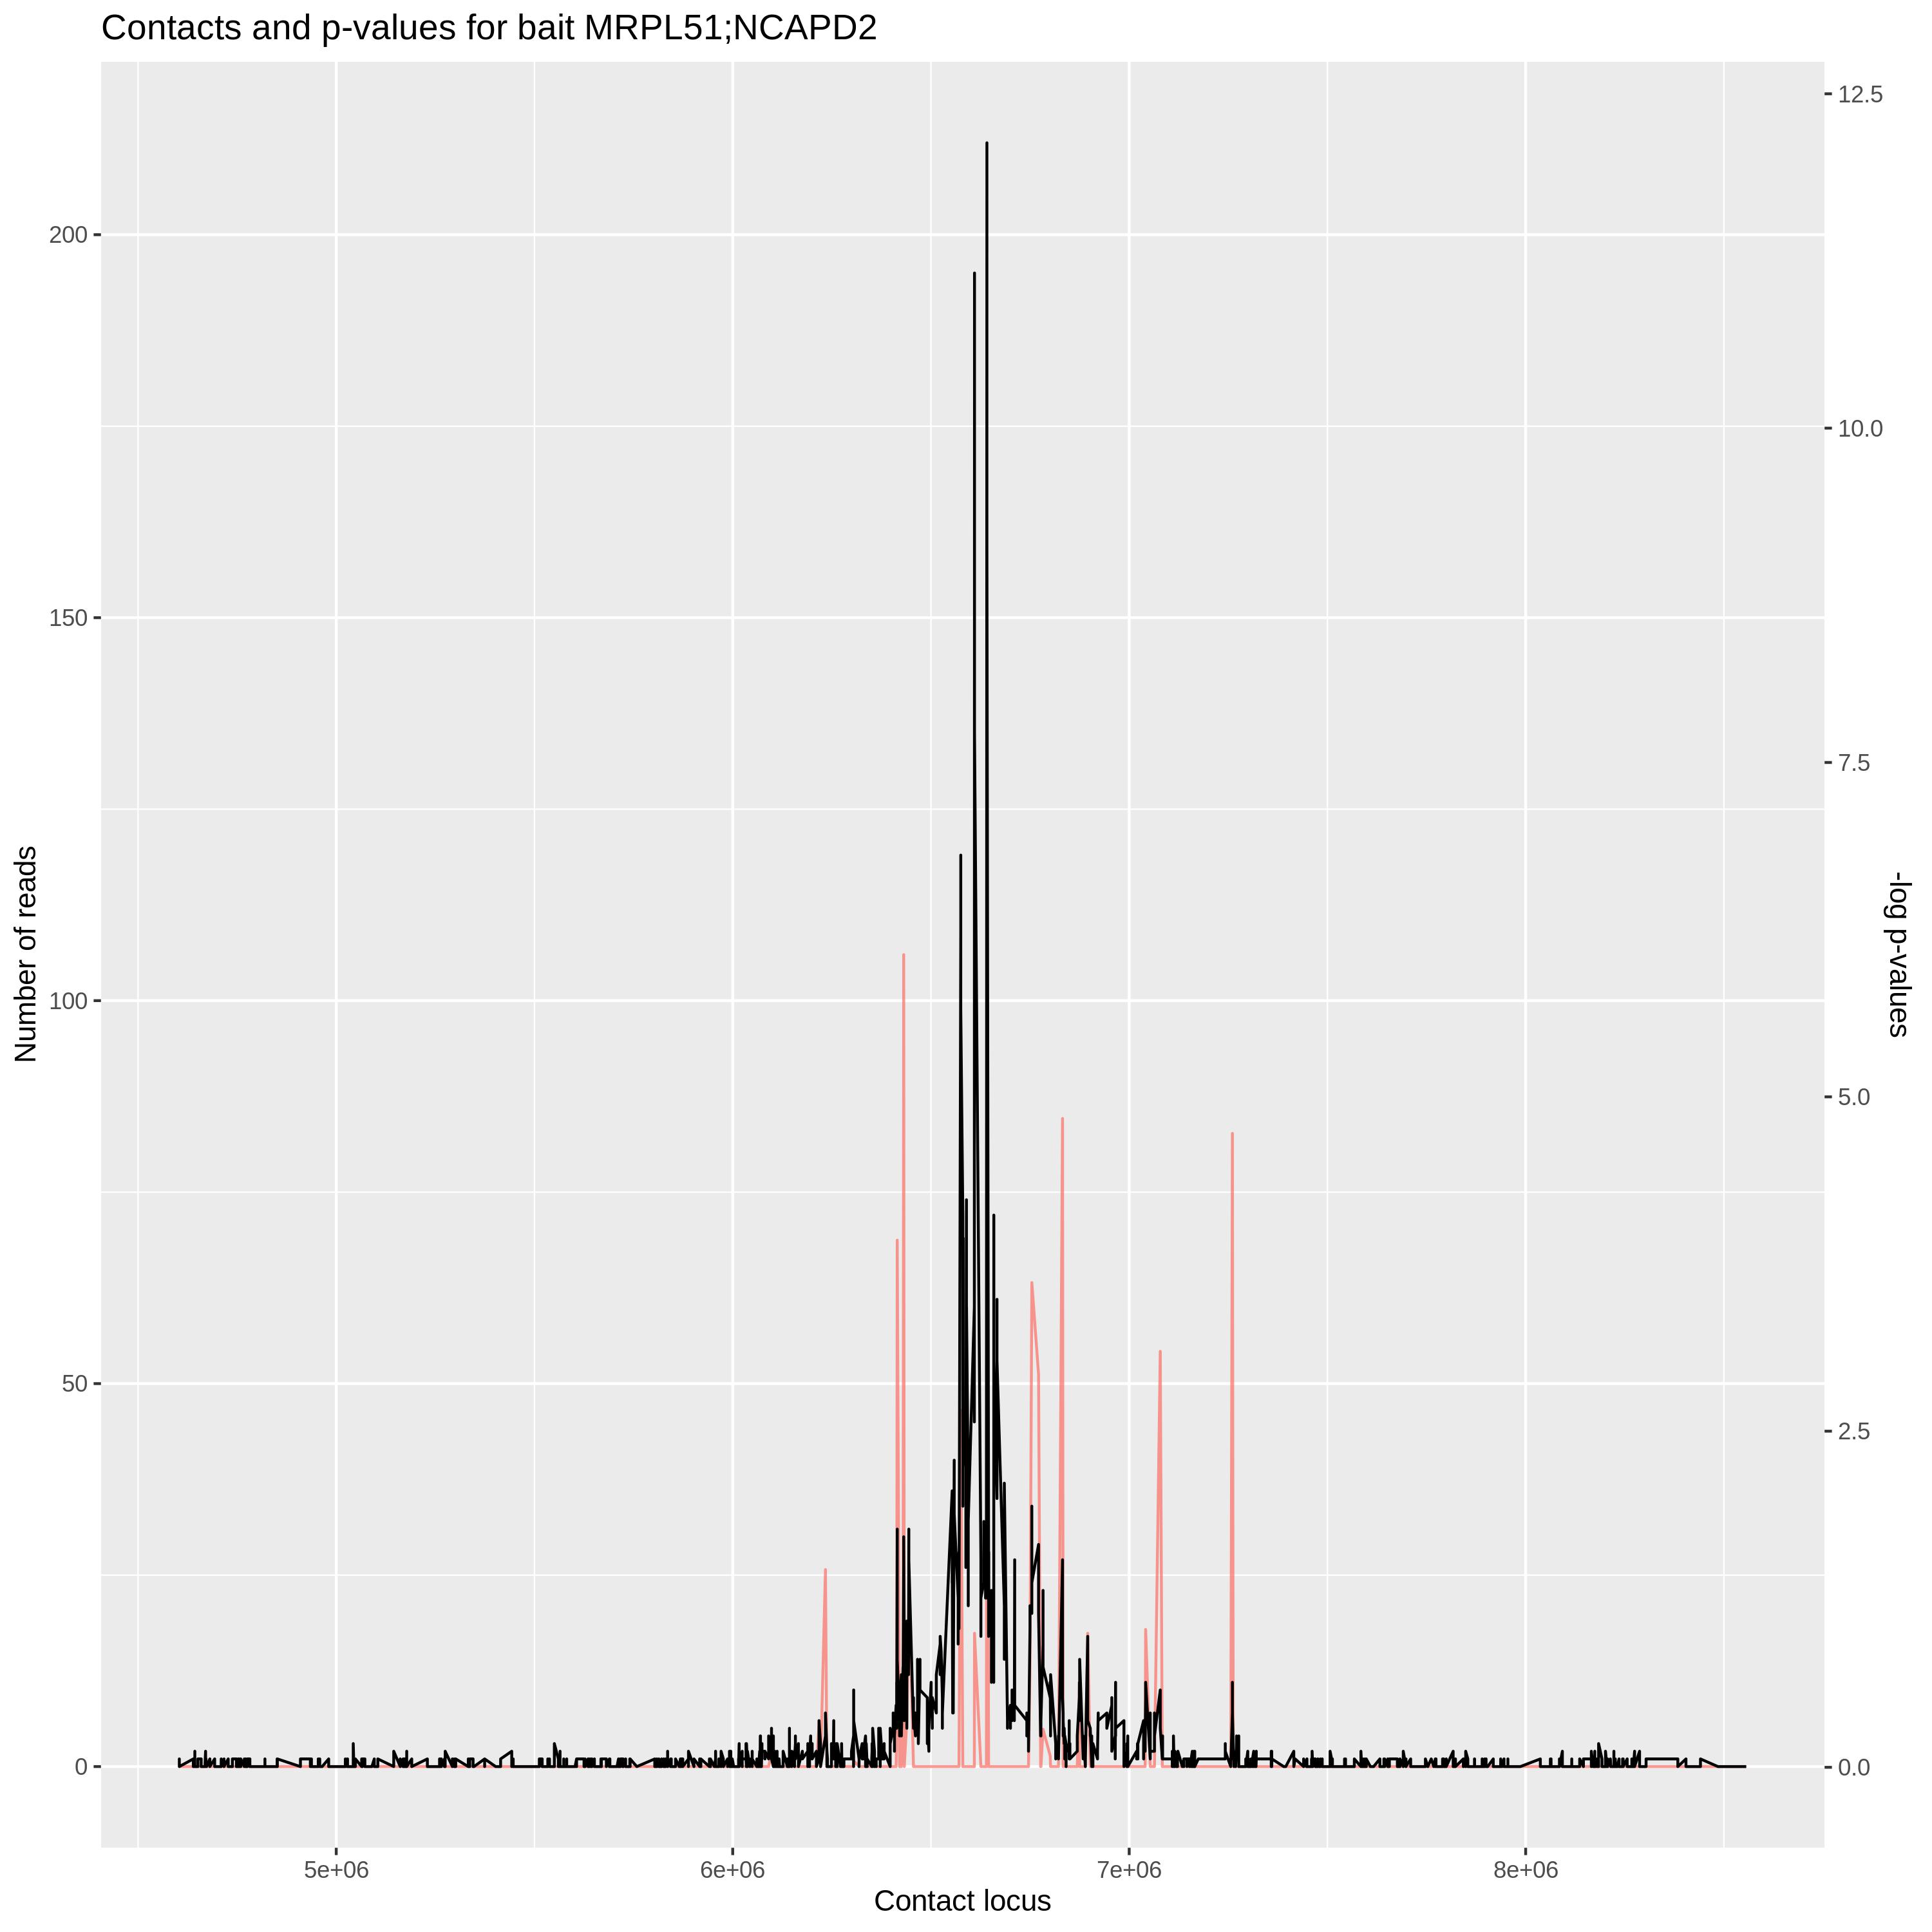 Contacts and p-values for bait MRPL51;NCAPD2
12.5
200
10.0
150
7.5
Number of reads
-log p-values
100
5.0
50
2.5
0
0.0
5e+06
6e+06
7e+06
8e+06
Contact locus